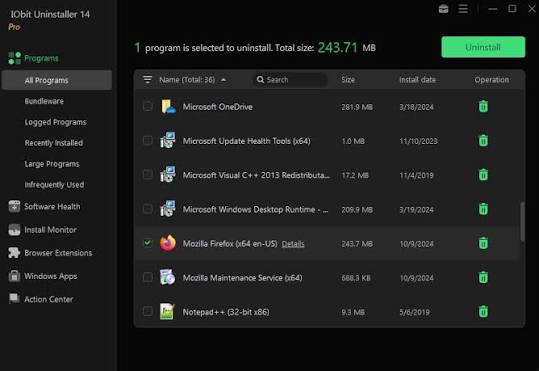 IObit Uninstaller 14
Pro
1 program is selected to uninstall. Total size: 243.71 MB
Uninstall
Programs
All Programs
Bundleware
Logged Programs
Recently Installed
Large Programs
Infrequently Used
Software Health
Install Monitor
Browser Extensions
Windows Apps
Action Center
Name (Total: 36) Search Size Install date Operation
Microsoft OneDrive 281.9 MB 3/18/2024
Microsoft Update Health Tools (x64) 1.0 MB 11/10/2023
Microsoft Visual C++ 2013 Redistributa... 17.2 MB 11/4/2019
Microsoft Windows Desktop Runtime - ... 209.9 MB 3/19/2024
Mozilla Firefox (x64 en-US) Details 243.7 MB 10/9/2024
Mozilla Maintenance Service (x64) 688.3 KB 10/9/2024
Notepad++ (32-bit x86) 9.3 MB 5/6/2019